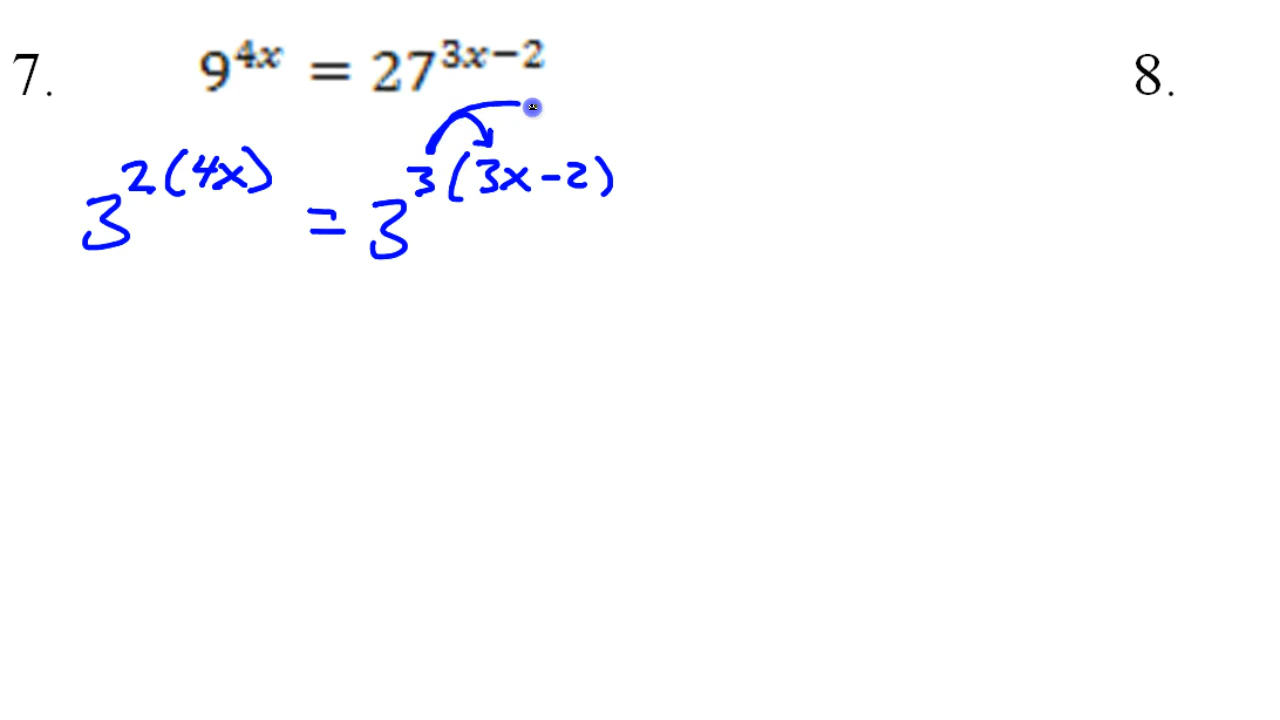 7. 9^{4x} = 27^{3x−2} 8.
3^{2(4x)} = 3^{3(3x−2)}